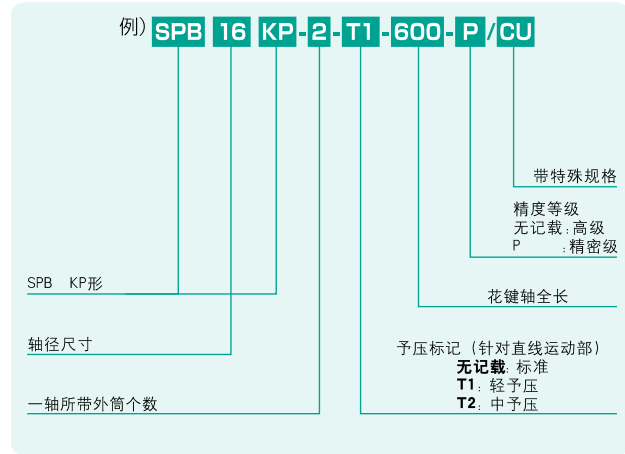 例) SPB 16 KP-2-T1-600-P/CU
带特殊规格
精度等级
无记载:高级
P :精密级
SPB KP形
花键轴全长
轴径尺寸
予压标记（针对直线运动部）
无记载: 标准
T1: 轻予压
T2: 中予压
一轴所带外筒个数